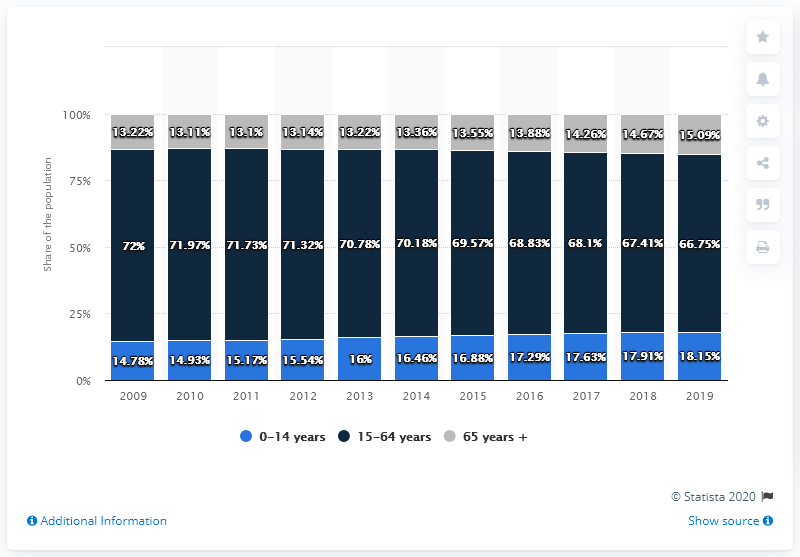 13.22% 13.11% 13.1% 13.14% 13.22% 13.36% 13.55% 13.88% 14.26% 14.67% 15.09%
100%
75%
72% 71.97% 71.73% 71.32% 70.78% 70.18% 69.57% 68.83% 68.1% 67.41% 66.75%
50%
25%
14.78% 14.93% 15.17% 15.54% 16% 16.46% 16.88% 17.29% 17.63% 17.91% 18.15%
0%
Share of the population
2009 2010 2011 2012 2013 2014 2015 2016 2017 2018 2019
0-14 years 15-64 years 65 years +
© Statista 2020
Additional Information Show source